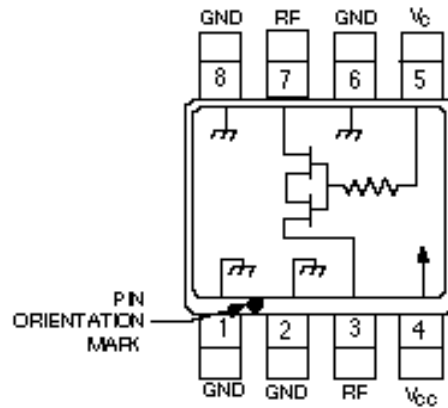 GND RF GND VC
8 7 6 5
PIN
ORIENTATION
MARK
1 2 3 4
GND GND RF VCC